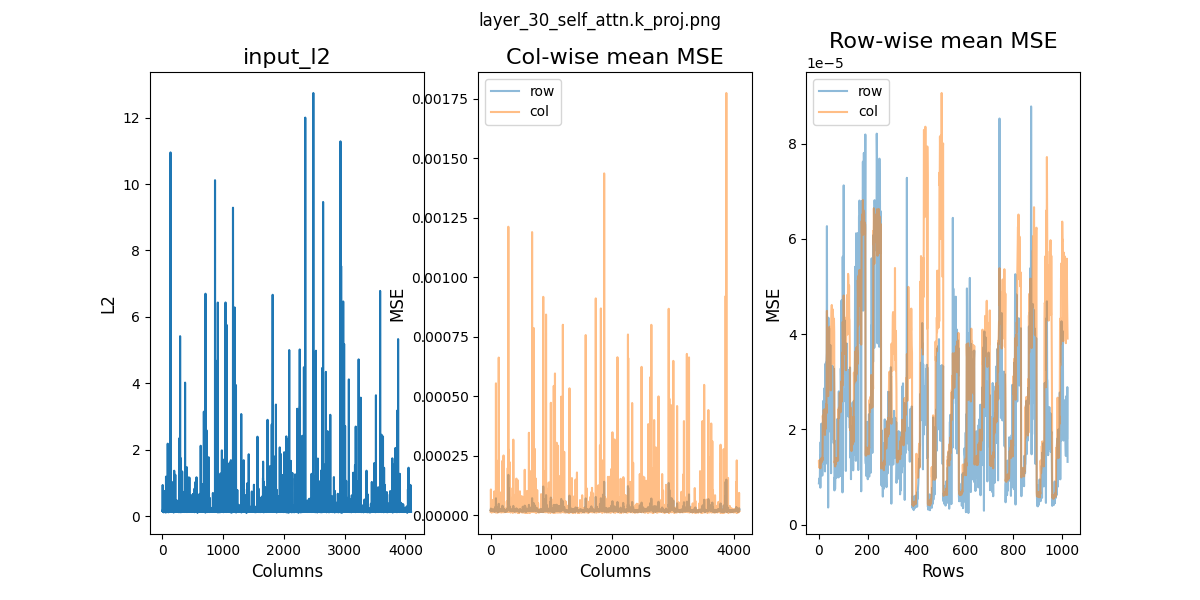 layer_30_self_attn.k_proj.png
input_l2
L2
12
10
8
6
4
2
0
0 1000 2000 3000 4000
Columns
Col-wise mean MSE
MSE
row
col
0.00175
0.00150
0.00125
0.00100
0.00075
0.00050
0.00025
0.00000
0 1000 2000 3000 4000
Columns
Row-wise mean MSE
1e−5
MSE
row
col
8
6
4
2
0
0 200 400 600 800 1000
Rows